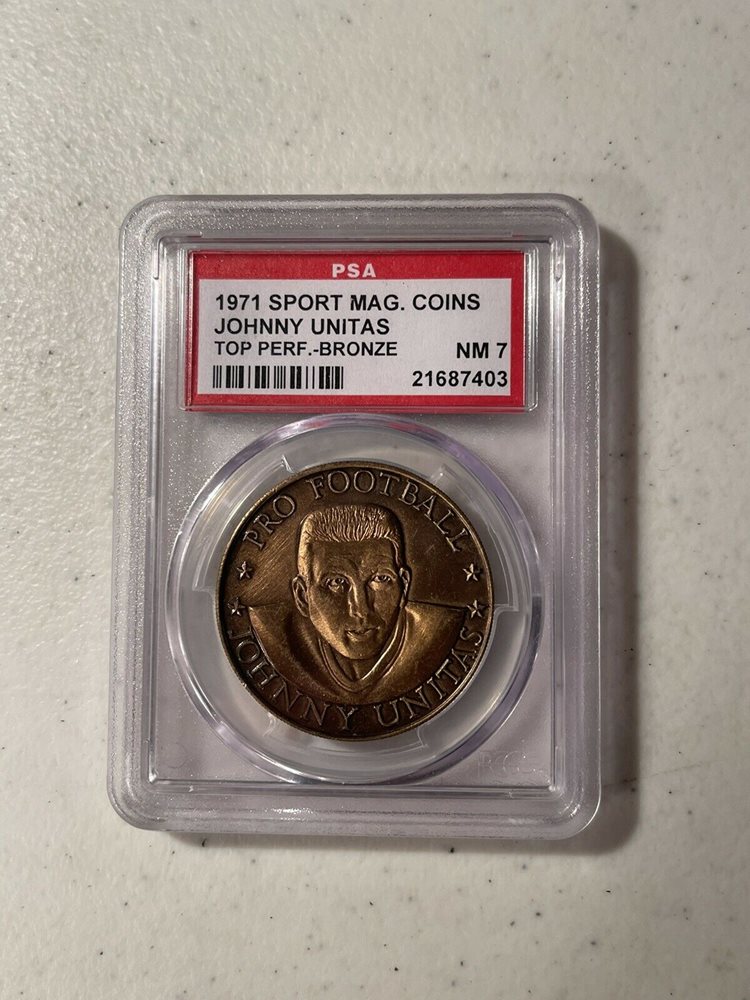 PSA
1971 SPORT MAG. COINS
JOHNNY UNITAS
TOP PERF.-BRONZE NM 7
21687403
PRO FOOTBALL
JOHNNY UNITAS